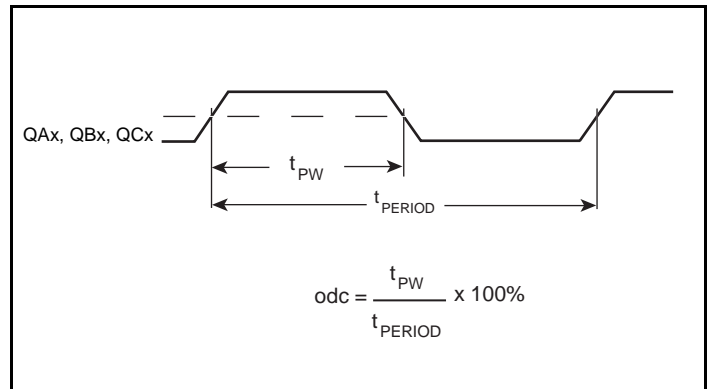 QAx, QBx, QCx
tPW
tPERIOD
odc = tPW / tPERIOD x 100%